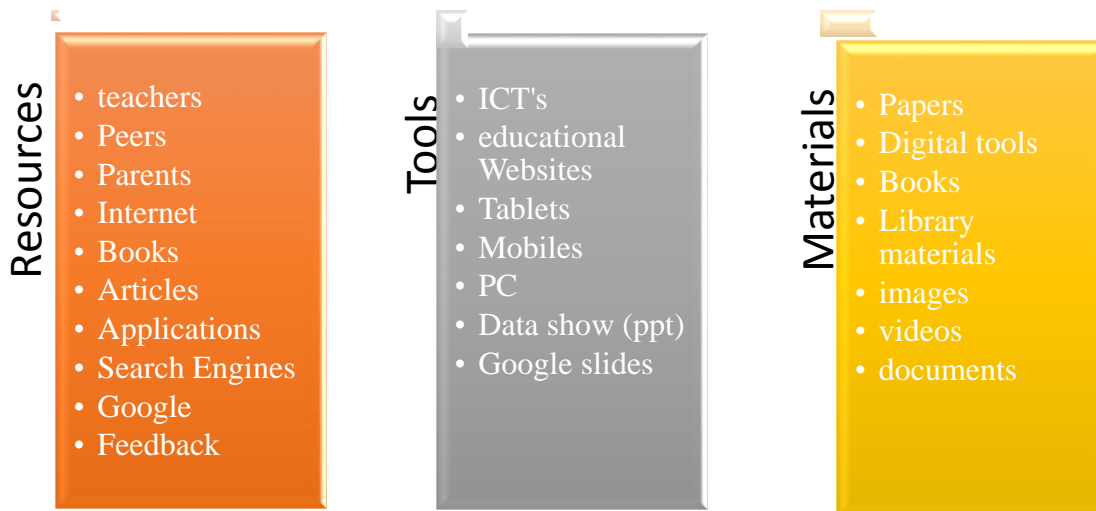 Resources
• teachers
• Peers
• Parents
• Internet
• Books
• Articles
• Applications
• Search Engines
• Google
• Feedback
Tools
• ICT's
• educational
Websites
• Tablets
• Mobiles
• PC
• Data show (ppt)
• Google slides
Materials
• Papers
• Digital tools
• Books
• Library
materials
• images
• videos
• documents